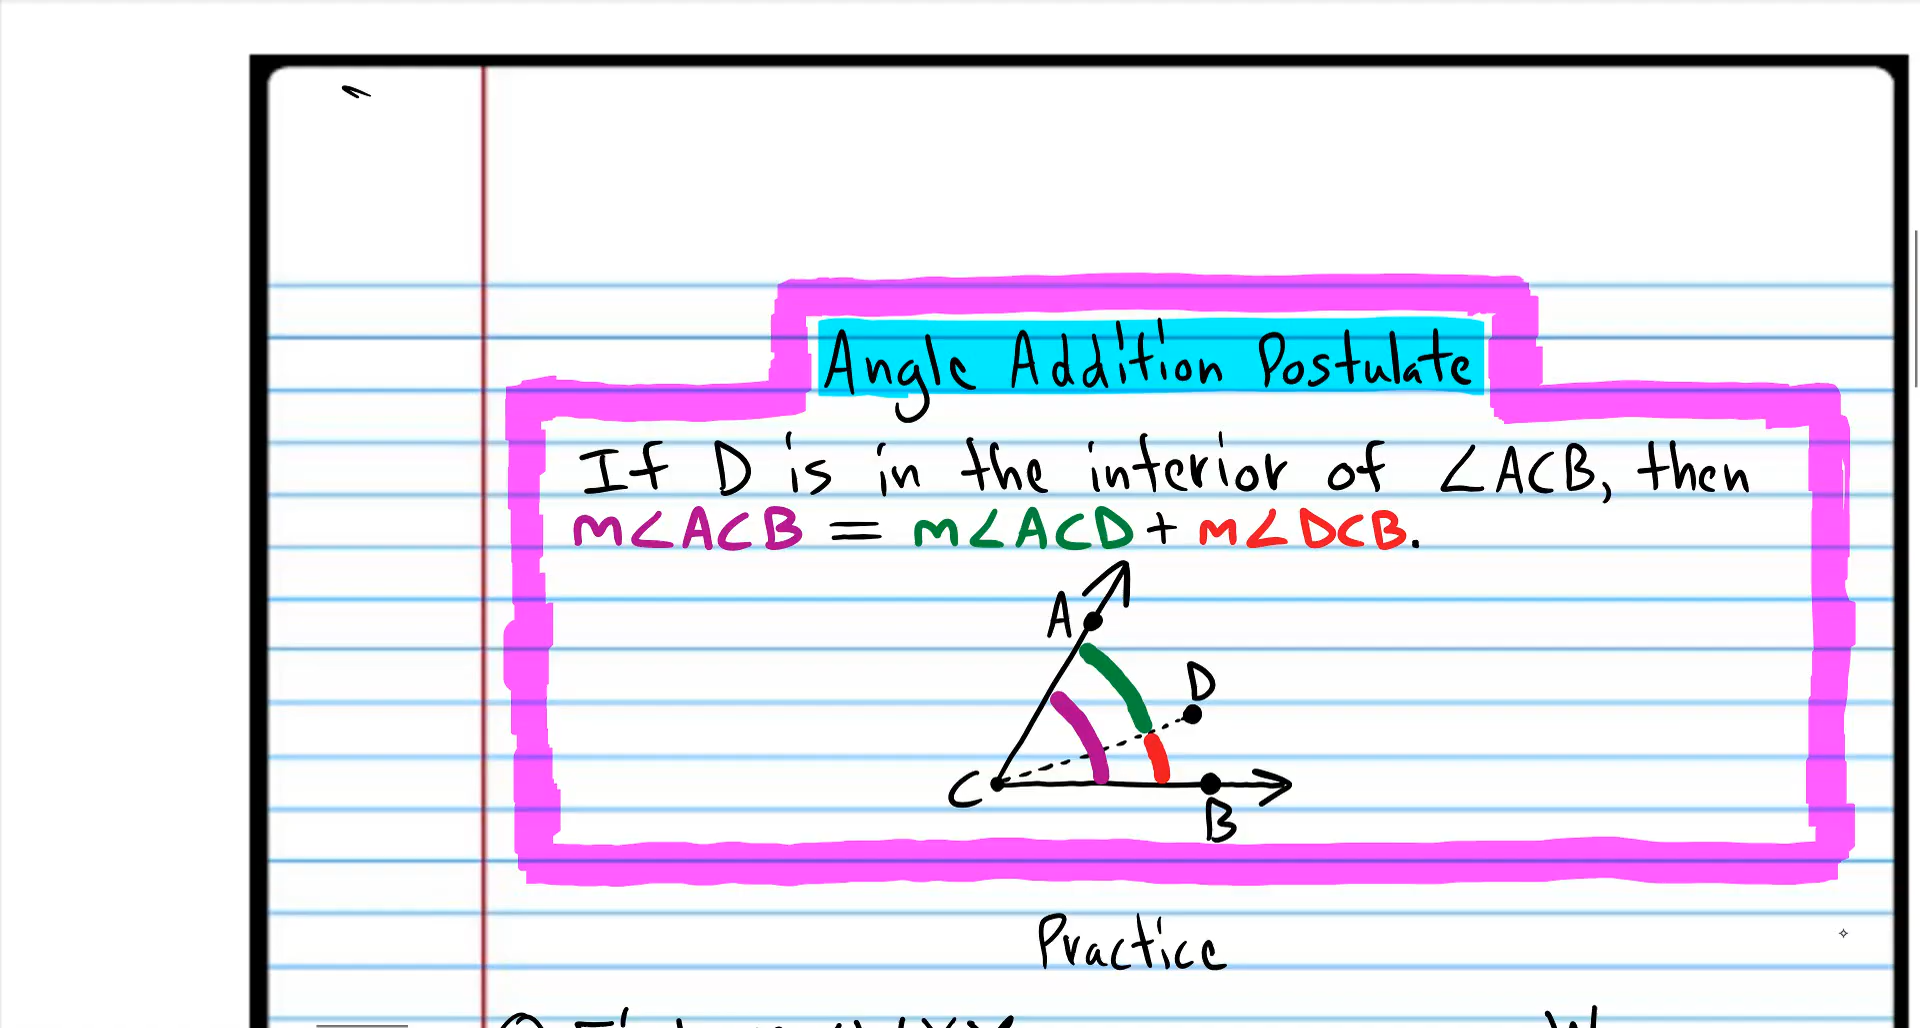 Angle Addition Postulate
If D is in the interior of ∠ACB, then
m∠ACB = m∠ACD + m∠DCB.
A
D
C
B
Practice